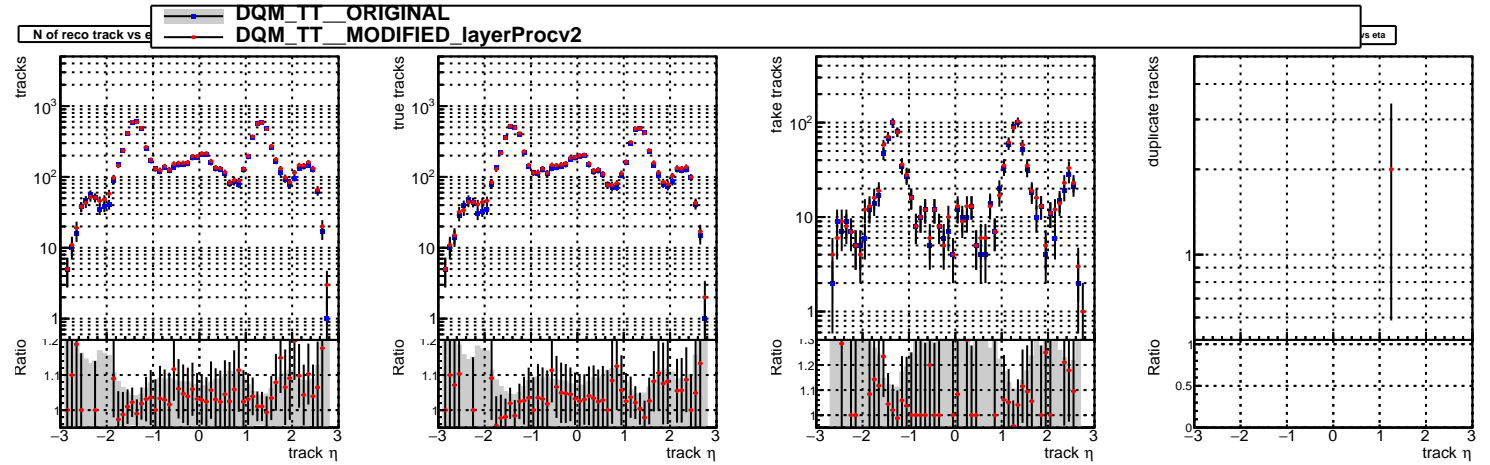 DQM_TT__ORIGINAL
DQM_TT__MODIFIED_layerProcv2
N of reco track vs e
vs eta
tracks
10³
10²
10
1
Ratio
1.2
1.1
1
−3 −2 −1 0 1 2 3
track η
true tracks
10³
10²
10
1
Ratio
1.2
1.1
1
−3 −2 −1 0 1 2 3
track η
fake tracks
10²
10
1
Ratio
1.3
1.2
1.1
1
−3 −2 −1 0 1 2 3
track η
duplicate tracks
1
Ratio
1
0.5
0
−3 −2 −1 0 1 2 3
track η